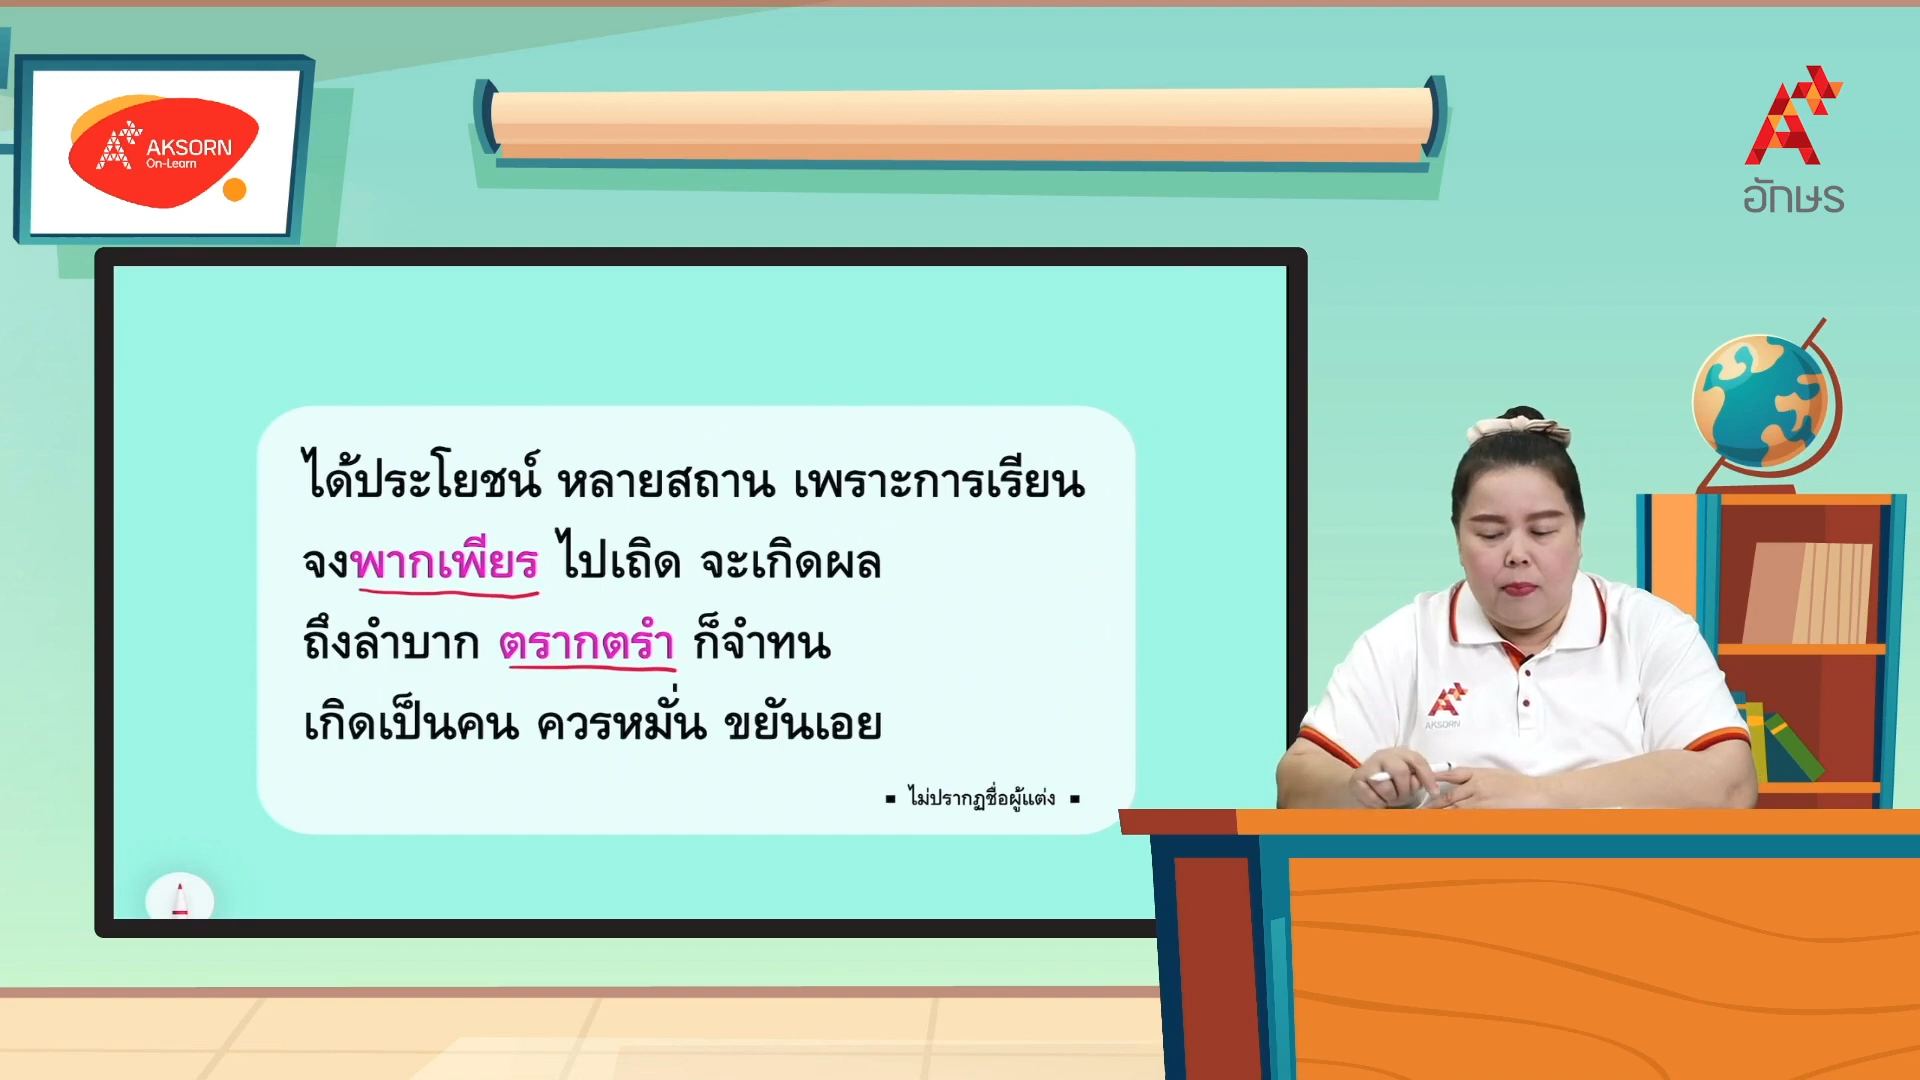 AKSORN
On-Learn
อักษร
ได้ประโยชน์ หลายสถาน เพราะการเรียน
จงพากเพียร ไปเถิด จะเกิดผล
ถึงลำบาก ตรากตรำ ก็จำทน
เกิดเป็นคน ควรหมั่น ขยันเอย
▪ ไม่ปรากฏชื่อผู้แต่ง ▪
AKSORN